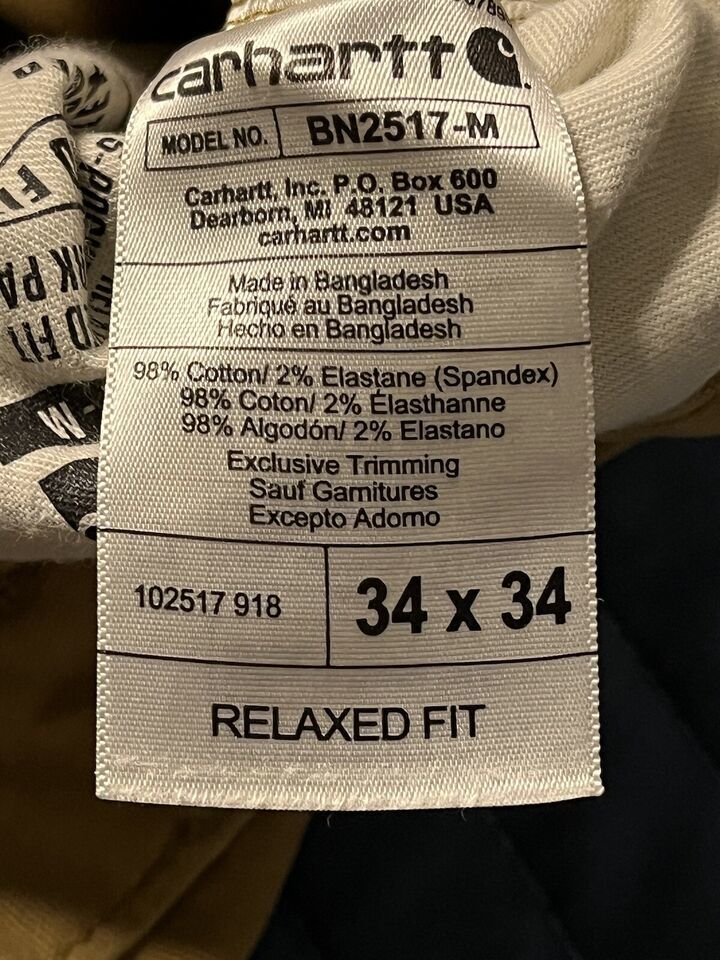 carhartt
MODEL NO. BN2517-M
Carhartt, Inc. P.O. Box 600
Dearborn, MI 48121 USA
carhartt.com
Made in Bangladesh
Fabriqué au Bangladesh
Hecho en Bangladesh
98% Cotton/ 2% Elastane (Spandex)
98% Coton/ 2% Élasthanne
98% Algodón/ 2% Elastano
Exclusive Trimming
Sauf Garnitures
Excepto Adorno
102517 918
34 x 34
RELAXED FIT